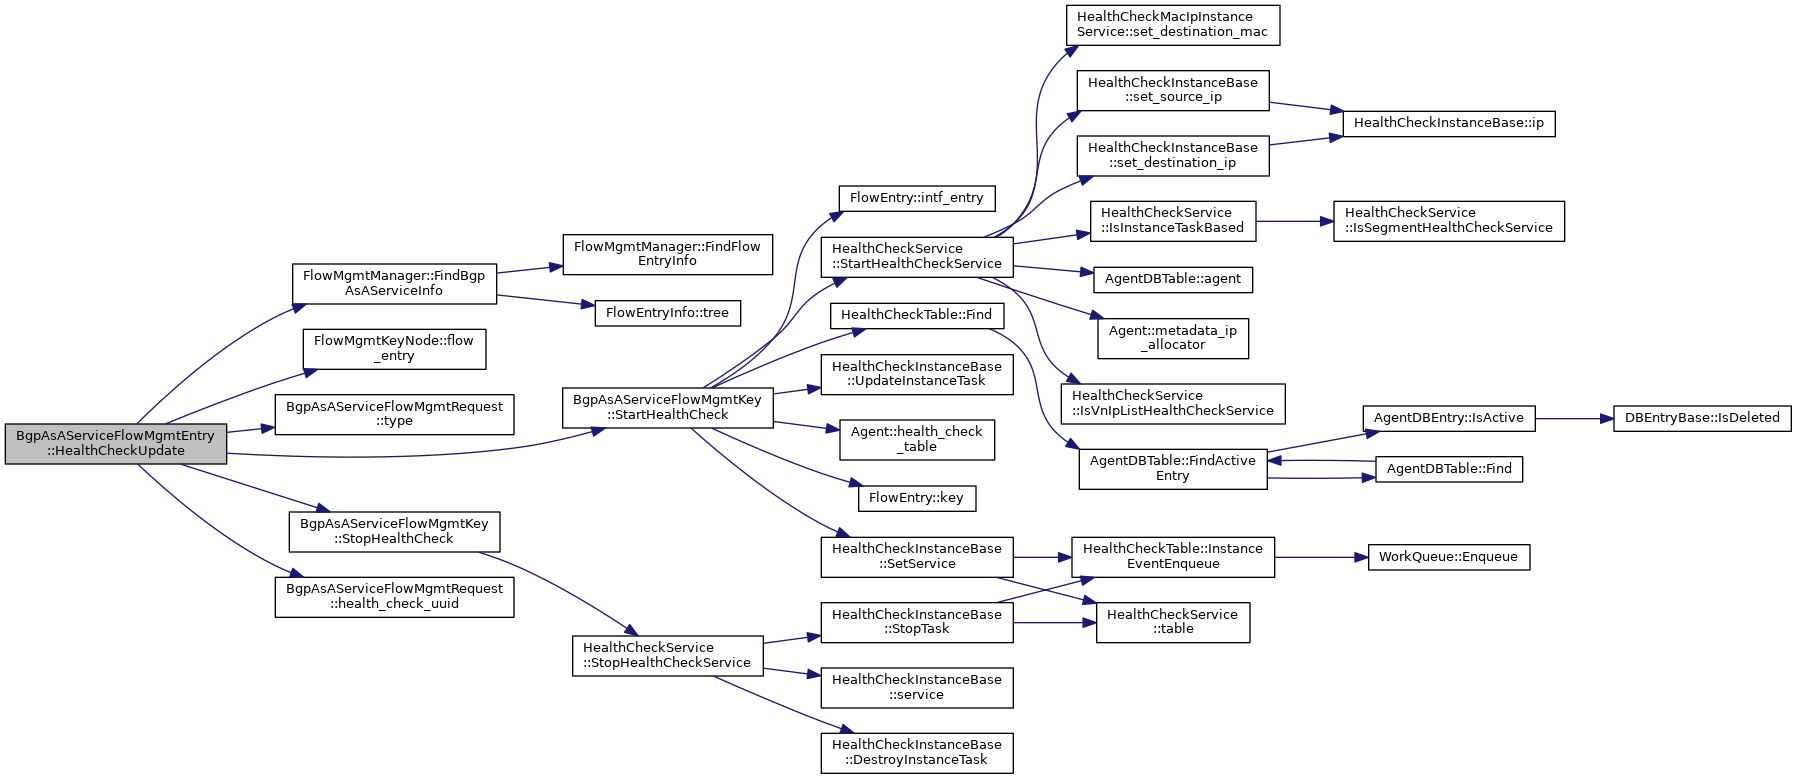 BgpAsAServiceFlowMgmtEntry
::HealthCheckUpdate
FlowMgmtManager::FindBgp
AsAServiceInfo
FlowMgmtKeyNode::flow
_entry
BgpAsAServiceFlowMgmtRequest
::type
BgpAsAServiceFlowMgmtKey
::StopHealthCheck
BgpAsAServiceFlowMgmtRequest
::health_check_uuid
FlowMgmtManager::FindFlow
EntryInfo
FlowEntryInfo::tree
BgpAsAServiceFlowMgmtKey
::StartHealthCheck
HealthCheckService
::StopHealthCheckService
FlowEntry::intf_entry
HealthCheckService
::StartHealthCheckService
HealthCheckTable::Find
HealthCheckInstanceBase
::UpdateInstanceTask
Agent::health_check
_table
FlowEntry::key
HealthCheckInstanceBase
::SetService
HealthCheckInstanceBase
::StopTask
HealthCheckInstanceBase
::service
HealthCheckInstanceBase
::DestroyInstanceTask
HealthCheckMacIpInstance
Service::set_destination_mac
HealthCheckInstanceBase
::set_source_ip
HealthCheckInstanceBase
::set_destination_ip
HealthCheckService
::IsInstanceTaskBased
AgentDBTable::agent
Agent::metadata_ip
_allocator
HealthCheckService
::IsVnIpListHealthCheckService
AgentDBTable::FindActive
Entry
HealthCheckTable::Instance
EventEnqueue
HealthCheckService
::table
HealthCheckInstanceBase::ip
HealthCheckService
::IsSegmentHealthCheckService
AgentDBEntry::IsActive
AgentDBTable::Find
WorkQueue::Enqueue
DBEntryBase::IsDeleted